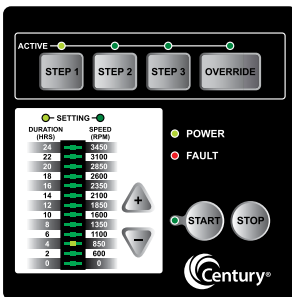 ACTIVE
STEP 1 STEP 2 STEP 3 OVERRIDE
SETTING
DURATION (HRS) SPEED (RPM)
24 3450
22 3100
20 2850
18 2600
16 2350
14 2100
12 1850
10 1600
8 1350
6 1100
4 850
2 600
0 0
+
−
POWER
FAULT
START STOP
Century®